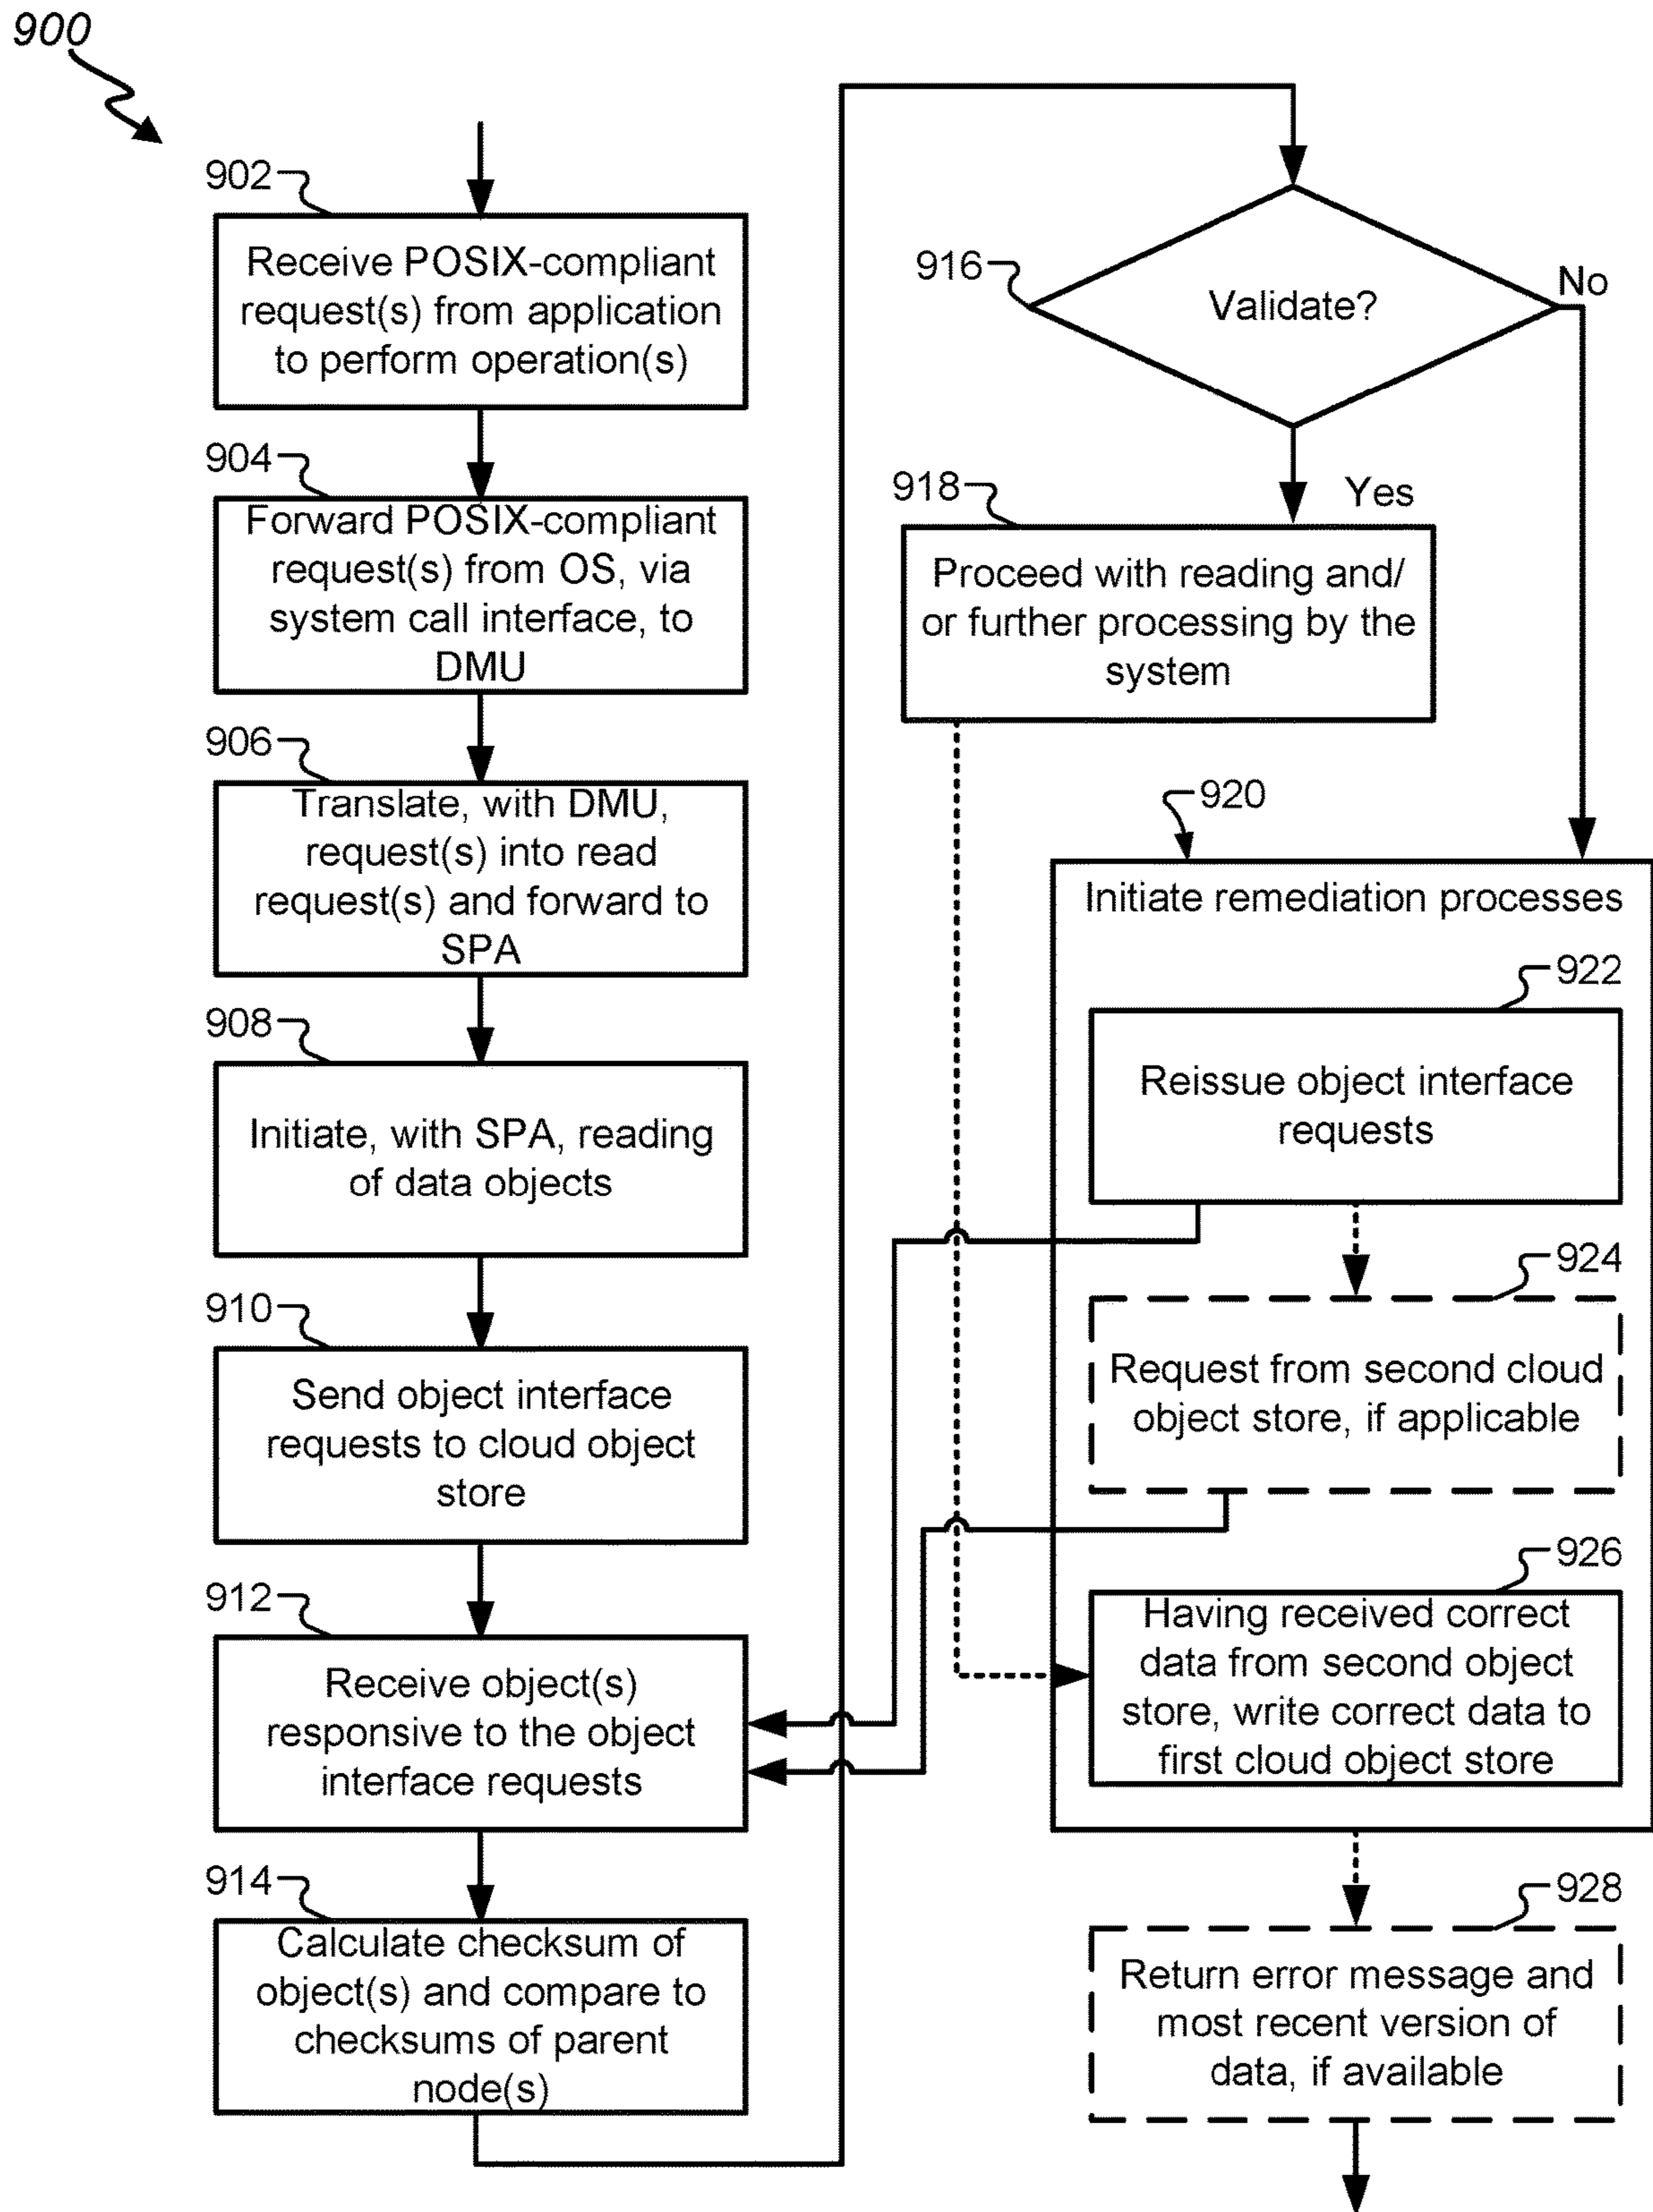 900
902
Receive POSIX-compliant
request(s) from application
to perform operation(s)
904
Forward POSIX-compliant
request(s) from OS, via
system call interface, to
DMU
906
Translate, with DMU,
request(s) into read
request(s) and forward to
SPA
908
Initiate, with SPA, reading
of data objects
910
Send object interface
requests to cloud object
store
912
Receive object(s)
responsive to the object
interface requests
914
Calculate checksum of
object(s) and compare to
checksums of parent
node(s)
916
Validate?
No
Yes
918
Proceed with reading and/
or further processing by the
system
920
Initiate remediation processes
922
Reissue object interface
requests
924
Request from second cloud
object store, if applicable
926
Having received correct
data from second object
store, write correct data to
first cloud object store
928
Return error message and
most recent version of
data, if available